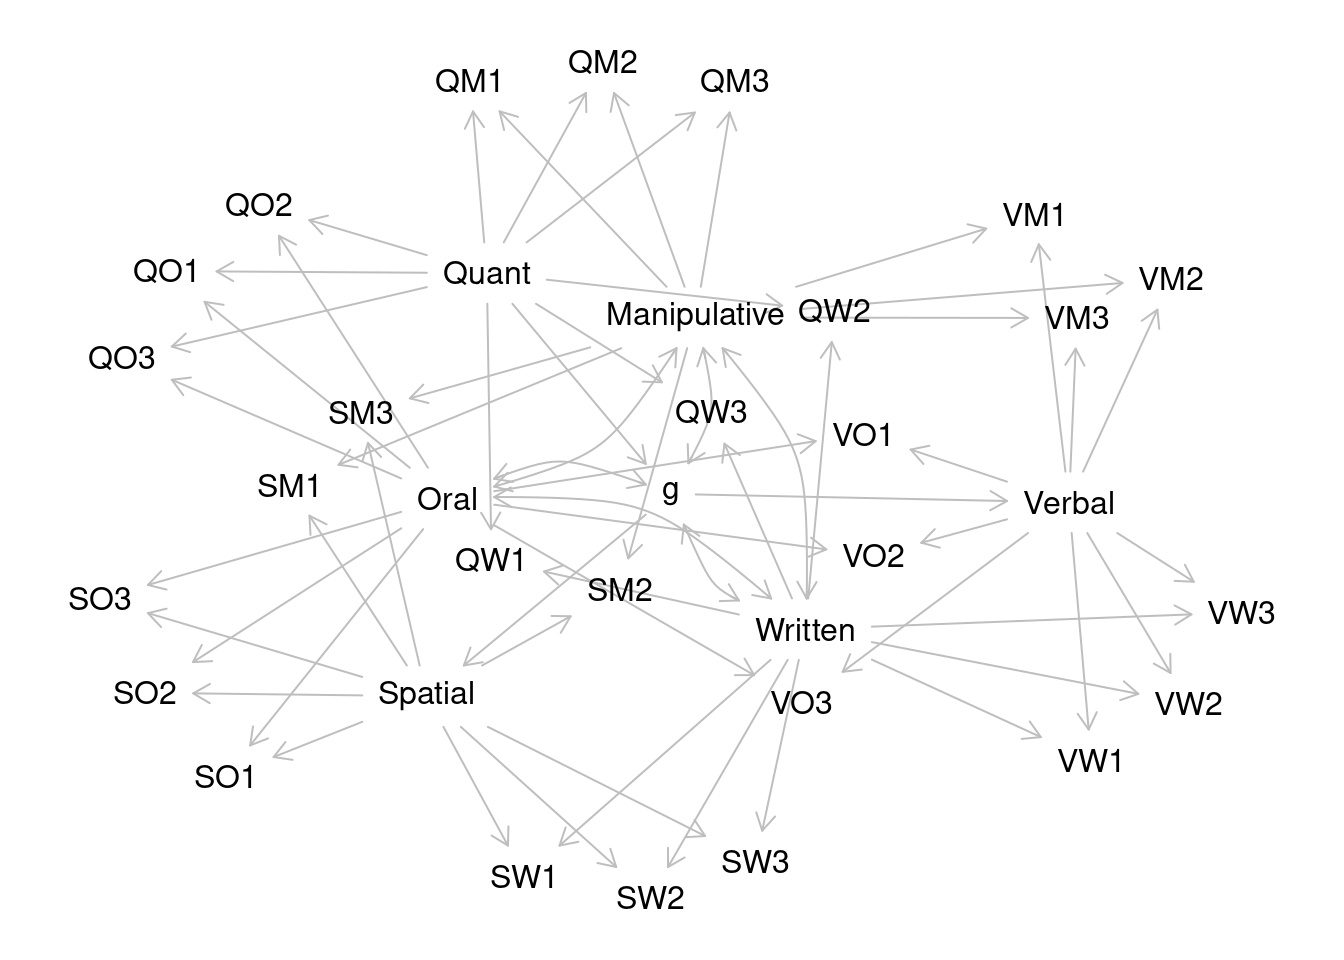 QM2
QM1
QM3
QO2
VM1
QO1
Quant
VM2
Manipulative
QW2
VM3
QO3
SM3
QW3
VO1
SM1
g
Oral
Verbal
VO2
QW1
SM2
SO3
VW3
Written
SO2
Spatial
VO3
VW2
VW1
SO1
SW3
SW1
SW2